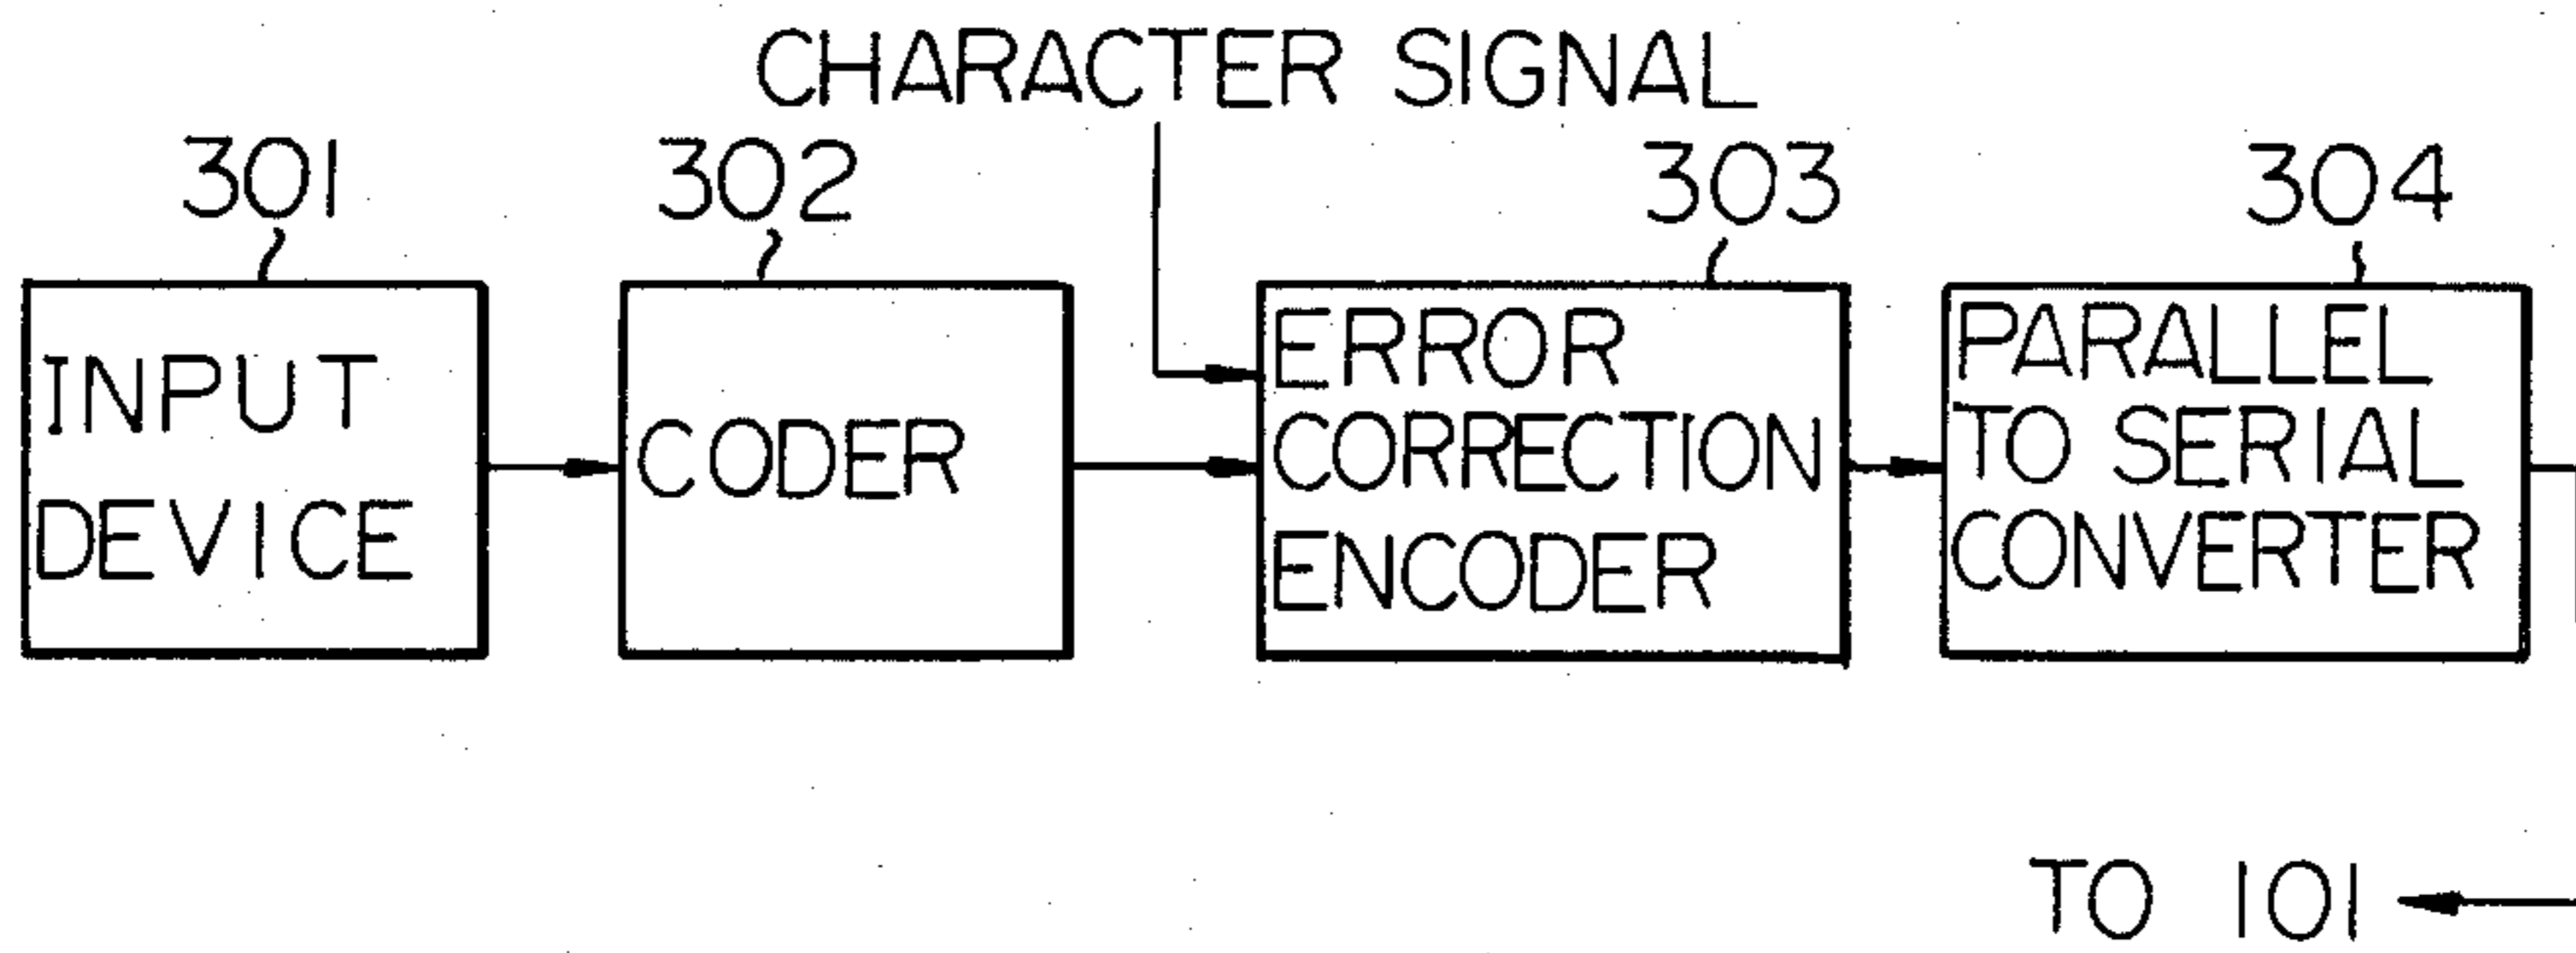 CHARACTER SIGNAL
301
302
303
304
INPUT
DEVICE
CODER
ERROR
CORRECTION
ENCODER
PARALLEL
TO SERIAL
CONVERTER
TO 101